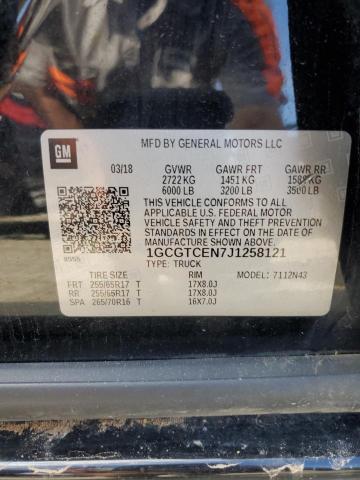 GM
MFD BY GENERAL MOTORS LLC
03/18 GVWR GAWR FRT GAWR RR
2722 KG 1451 KG 1588 KG
6000 LB 3200 LB 3500 LB
THIS VEHICLE CONFORMS TO ALL
APPLICABLE U.S. FEDERAL MOTOR
VEHICLE SAFETY AND THEFT PREVENTION
STANDARDS IN EFFECT ON THE DATE OF
MANUFACTURE SHOWN ABOVE.
1GCGTCEN7J1258121
TYPE: TRUCK
TIRE SIZE RIM MODEL: 7112N43
FRT 255/65R17 T 17X8.0J
RR 255/65R17 T 17X8.0J
SPA 265/70R16 T 16X7.0J